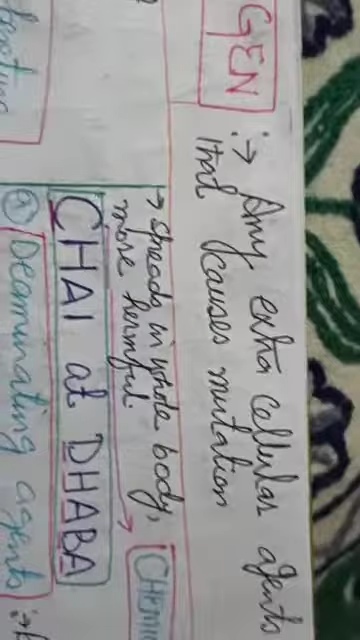 GEN :→ Any extra cellular agents
that causes mutation
→ spreads in whole body,
more harmful
CHAI at DHABA
a) Deaminating agents :→